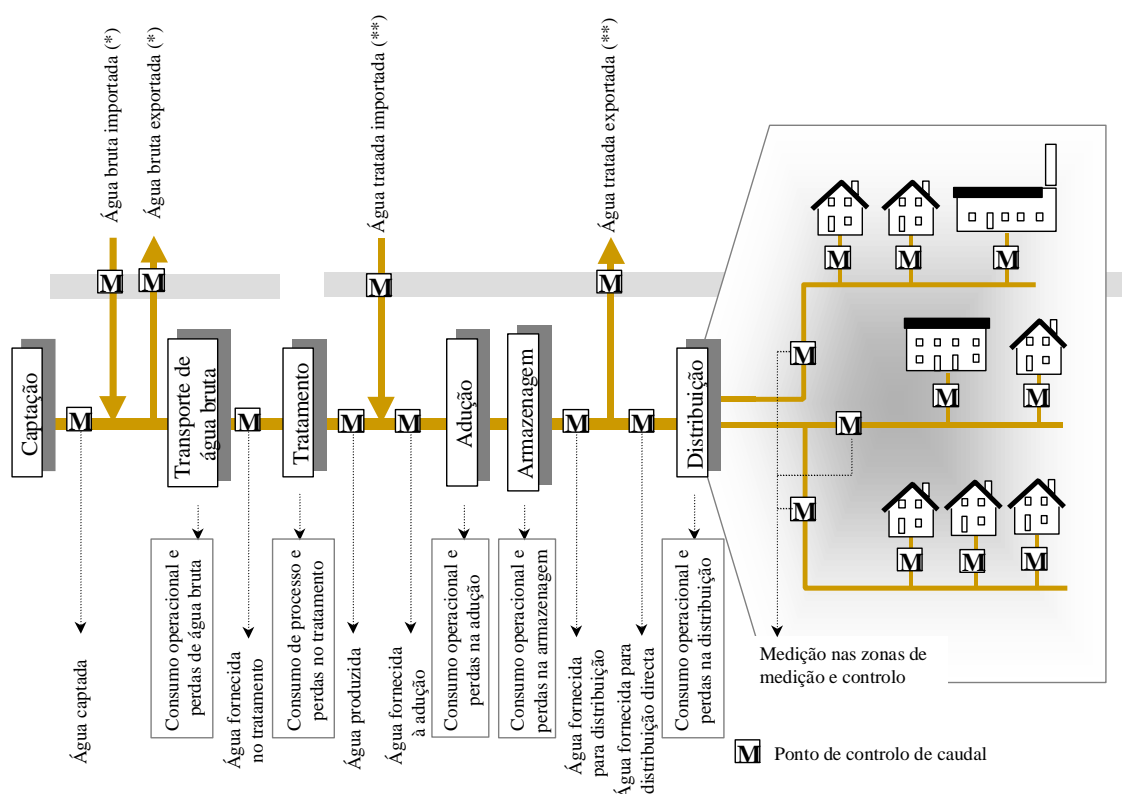 Água bruta importada (*)
Água bruta exportada (*)
Água tratada importada (**)
Água tratada exportada (**)
M
M
M
M
M
M
M
M
M
M
Captação
M
Transporte de
água bruta
M
Tratamento
M
M
Adução
Armazenagem
M
M
Distribuição
M
M
M
M
M
M
M
Água captada
Consumo operacional e
perdas de água bruta
Água fornecida
no tratamento
Consumo de processo e
perdas no tratamento
Água produzida
Água fornecida
à adução
Consumo operacional e
perdas na adução
Consumo operacional e
perdas na armazenagem
Água fornecida
para distribuição
Água fornecida para
distribuição directa
Consumo operacional e
perdas na distribuição
Medição nas zonas de
medição e controlo
M Ponto de controlo de caudal